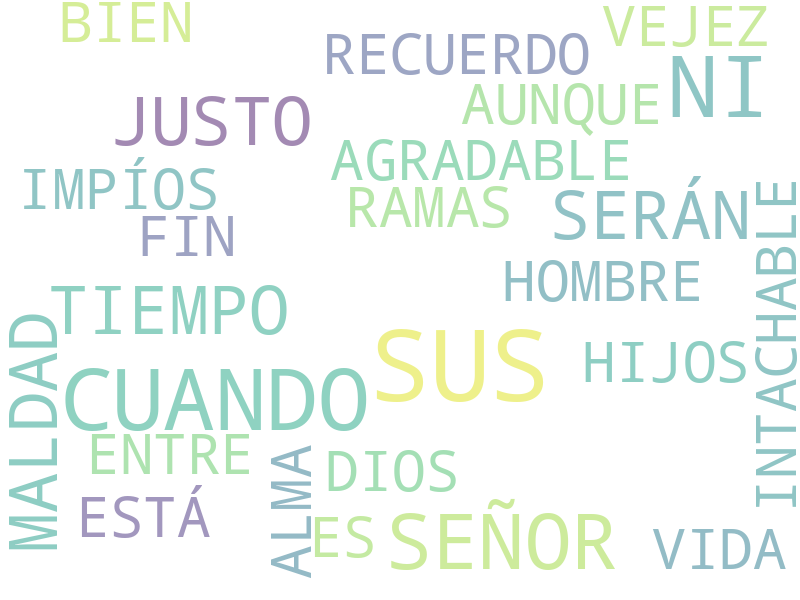 BIEN
VEJEZ
RECUERDO
NI
AUNQUE
JUSTO
AGRADABLE
IMPÍOS
RAMAS
SERÁN
FIN
HOMBRE
INTACHABLE
TIEMPO
SUS
HIJOS
MALDAD
CUANDO
ENTRE
DIOS
ALMA
ESTÁ
ES
SEÑOR
VIDA